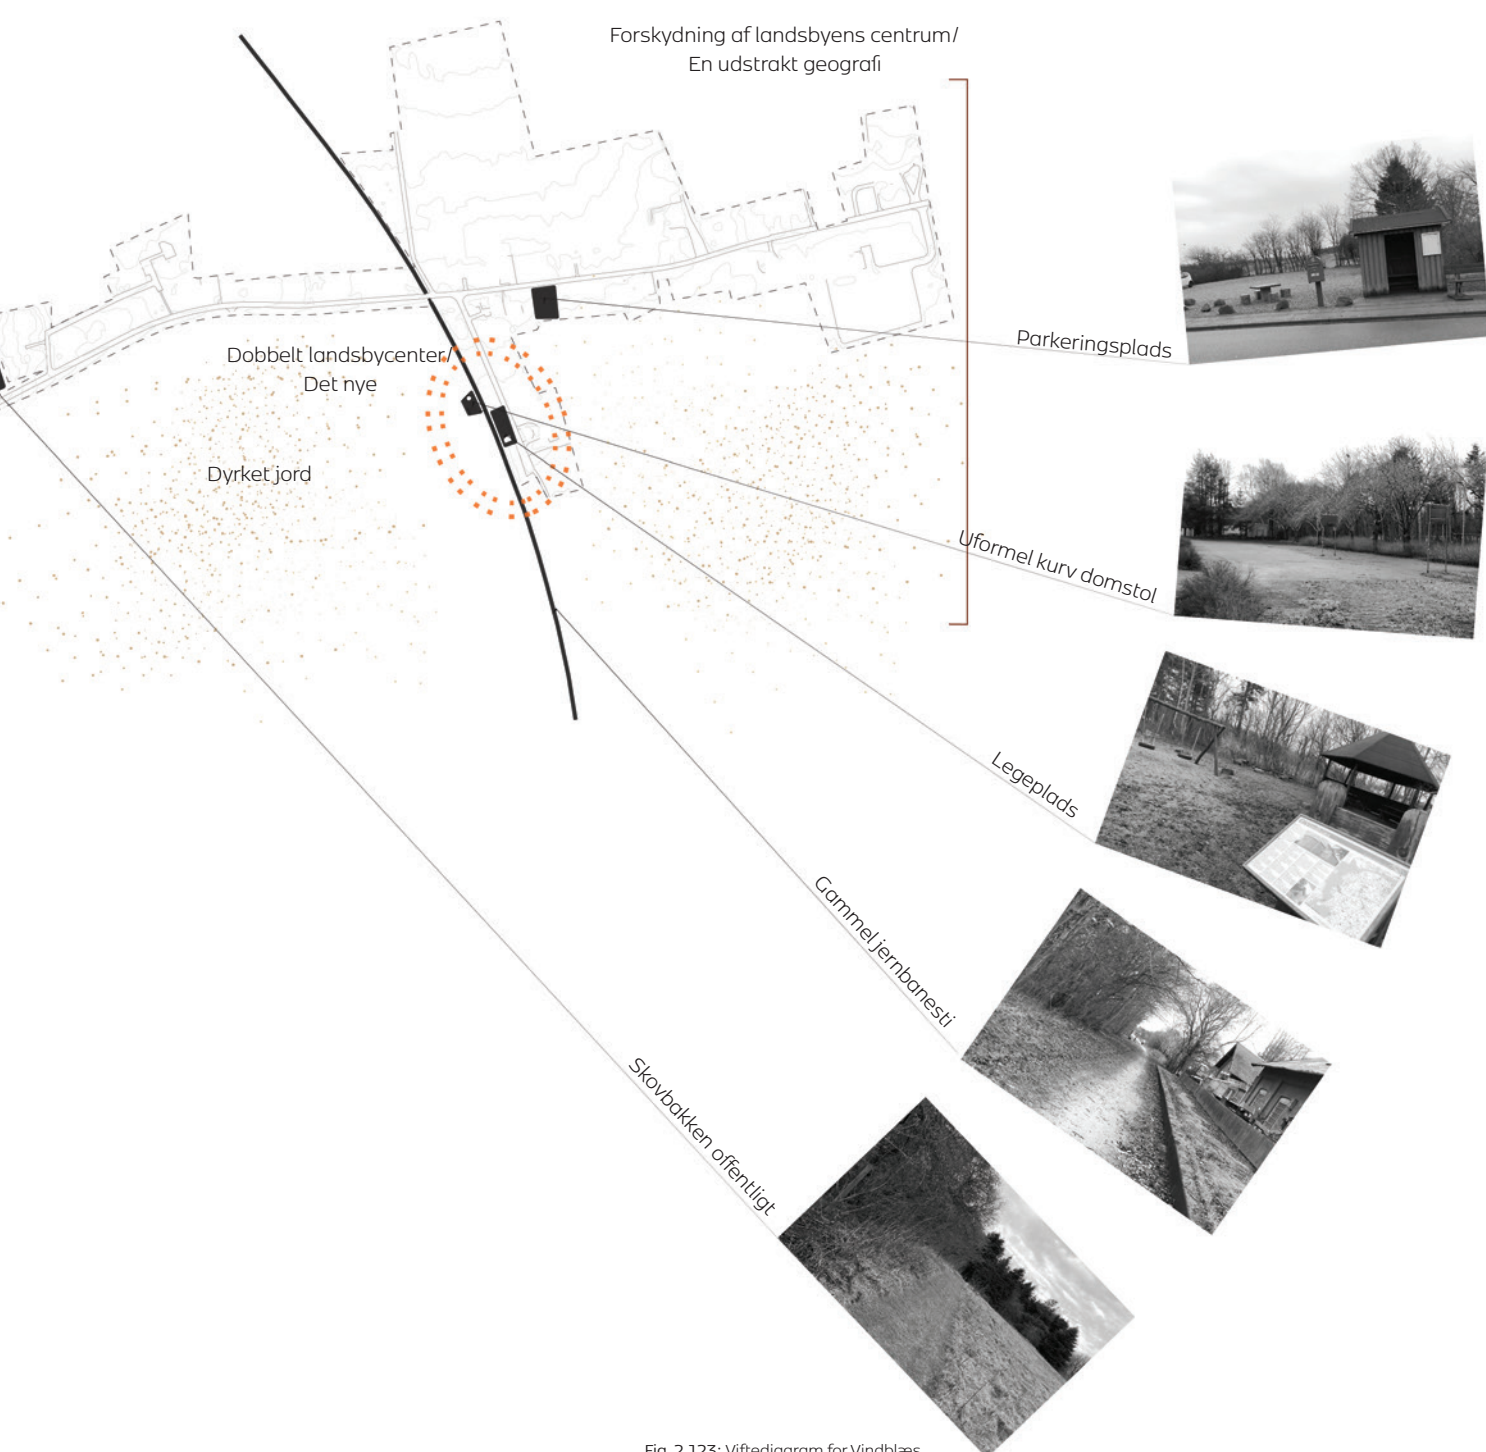 Forskydning af landsbyens centrum/
En udstrakt geografi
Parkeringsplads
Dobbelt landsbycenter/
Det nye
Dyrket jord
Uformel kurv domstol
Legeplads
Gammel jernbanesti
Skovbakken offentligt
Fig. 2.123: Viftediagram for Vindblæs